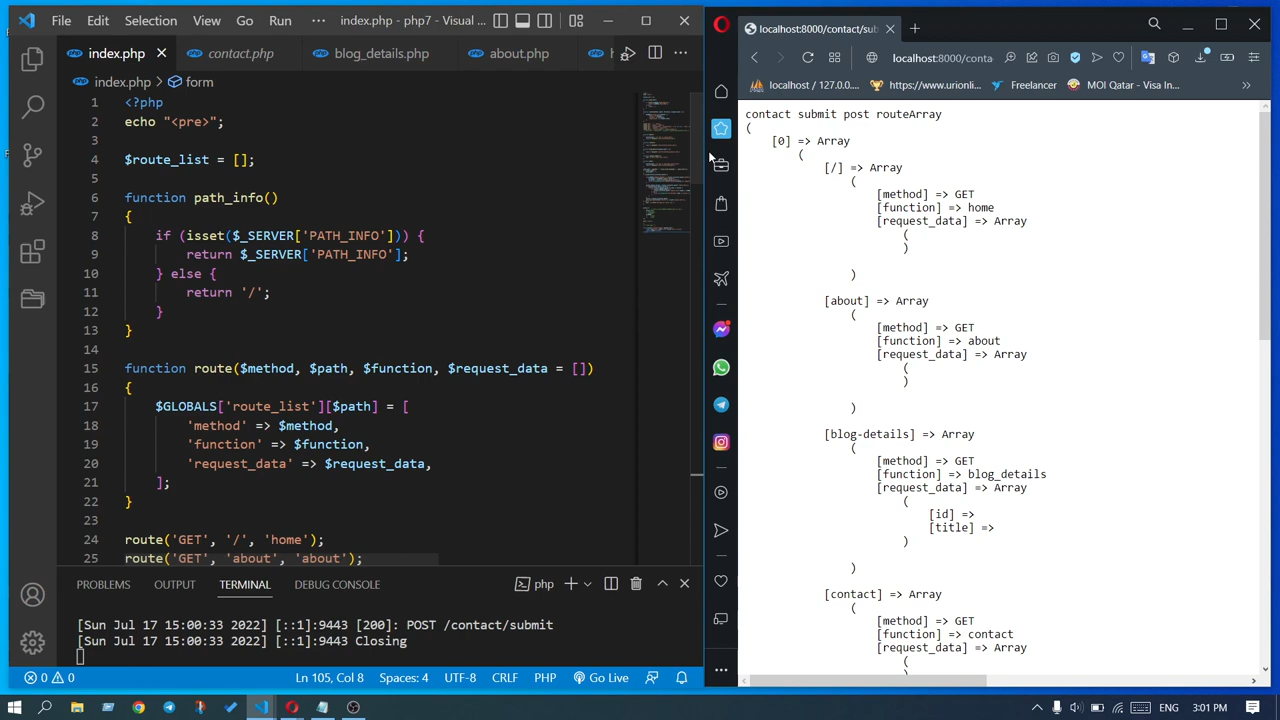 File Edit Selection View Go Run ··· index.php - php7 - Visual ...
index.php contact.php blog_details.php about.php
index.php > form
1 <?php
2 echo "<pre>";
3
4 $route_list = [];
5
6 function path_info()
7 {
8 if (isset($_SERVER['PATH_INFO'])) {
9 return $_SERVER['PATH_INFO'];
10 } else {
11 return '/';
12 }
13 }
14
15 function route($method, $path, $function, $request_data = [])
16 {
17 $GLOBALS['route_list'][$path] = [
18 'method' => $method,
19 'function' => $function,
20 'request_data' => $request_data,
21 ];
22 }
23
24 route('GET', '/', 'home');
25 route('GET', 'about', 'about');
PROBLEMS OUTPUT TERMINAL DEBUG CONSOLE php
[Sun Jul 17 15:00:33 2022] [::1]:9443 [200]: POST /contact/submit
[Sun Jul 17 15:00:33 2022] [::1]:9443 Closing
0 0 Ln 105, Col 8 Spaces: 4 UTF-8 CRLF PHP Go Live
localhost:8000/contact/sub
localhost:8000/conta
localhost / 127.0.0... https://www.urionli... Freelancer MOI Qatar - Visa In...
contact submit post routeArray
(
[0] => Array
(
[/] => Array
(
[method] => GET
[function] => home
[request_data] => Array
(
)
)
[about] => Array
(
[method] => GET
[function] => about
[request_data] => Array
(
)
)
[blog-details] => Array
(
[method] => GET
[function] => blog_details
[request_data] => Array
(
[id] =>
[title] =>
)
)
[contact] => Array
(
[method] => GET
[function] => contact
[request_data] => Array
(
)
ENG 3:01 PM